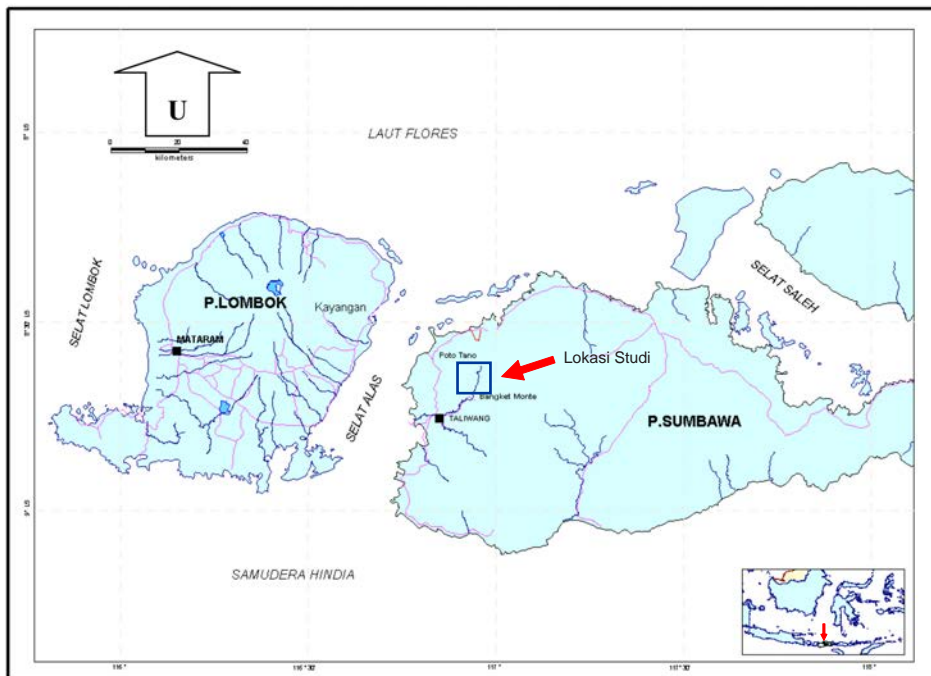 U
0 20 40
kilometers
LAUT FLORES
SELAT LOMBOK
P.LOMBOK
Kayangan
MATARAM
SELAT ALAS
SELAT SALEH
Poto Tano
Lokasi Studi
Bangket Monte
TALIWANG
P.SUMBAWA
SAMUDERA HINDIA